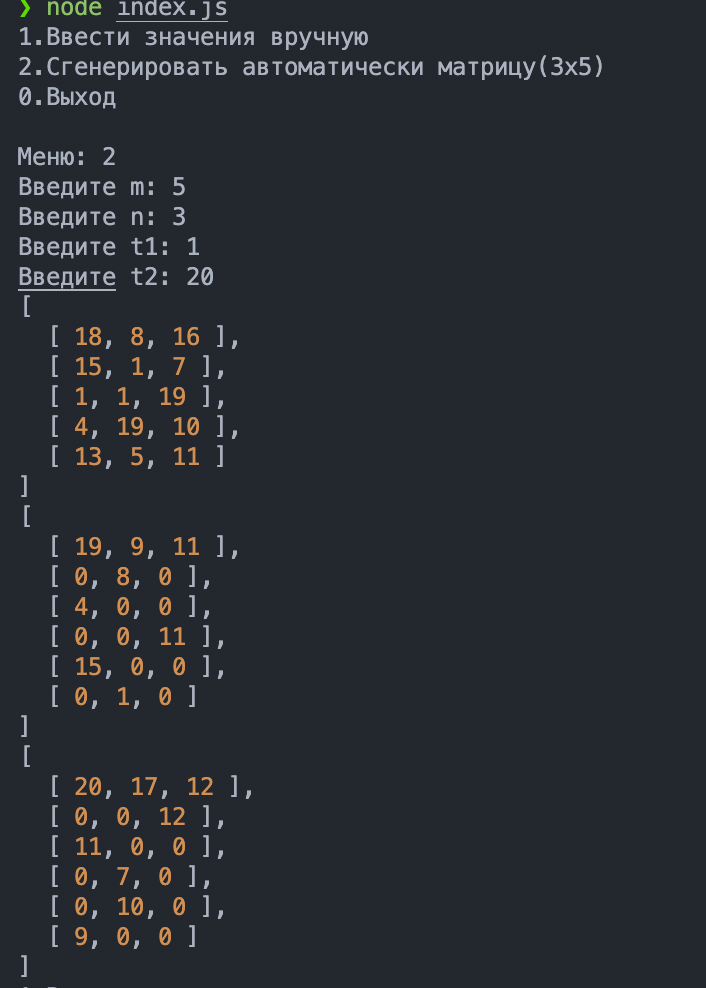 ❯ node index.js
1.Ввести значения вручную
2.Сгенерировать автоматически матрицу(3x5)
0.Выход
Меню: 2
Введите m: 5
Введите n: 3
Введите t1: 1
Введите t2: 20
[
[ 18, 8, 16 ],
[ 15, 1, 7 ],
[ 1, 1, 19 ],
[ 4, 19, 10 ],
[ 13, 5, 11 ]
]
[
[ 19, 9, 11 ],
[ 0, 8, 0 ],
[ 4, 0, 0 ],
[ 0, 0, 11 ],
[ 15, 0, 0 ],
[ 0, 1, 0 ]
]
[
[ 20, 17, 12 ],
[ 0, 0, 12 ],
[ 11, 0, 0 ],
[ 0, 7, 0 ],
[ 0, 10, 0 ],
[ 9, 0, 0 ]
]